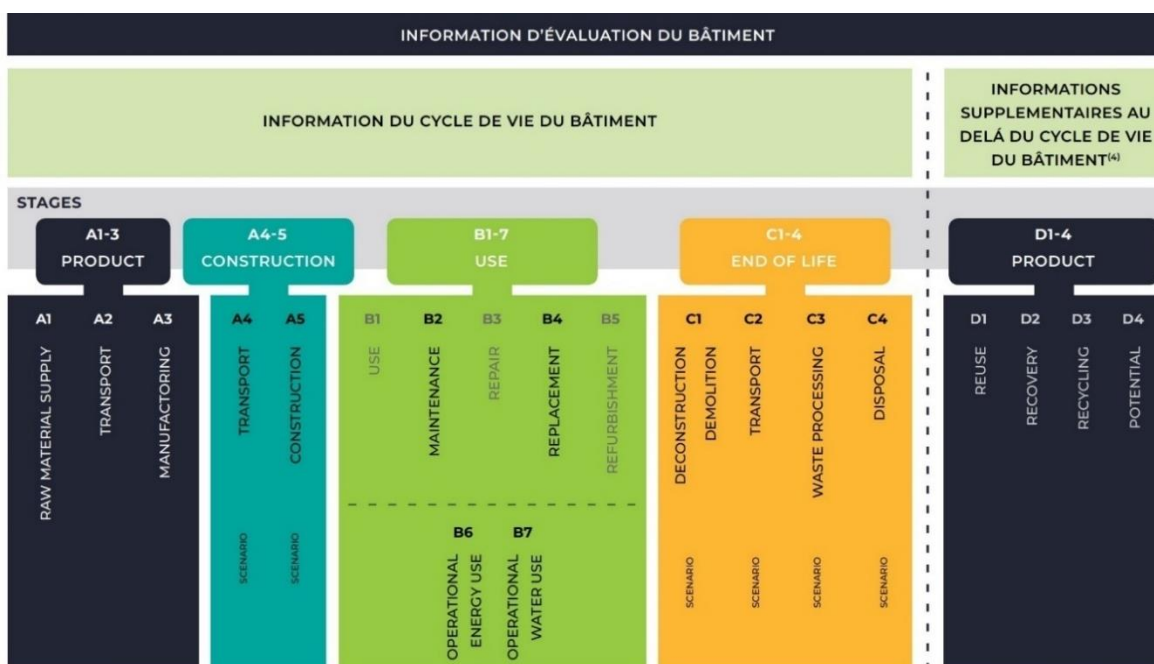 INFORMATION D'ÉVALUATION DU BÂTIMENT
INFORMATION DU CYCLE DE VIE DU BÂTIMENT
INFORMATIONS
SUPPLEMENTAIRES AU
DELÁ DU CYCLE DE VIE
DU BÂTIMENT(4)
STAGES
A1-3
PRODUCT
A4-5
CONSTRUCTION
B1-7
USE
C1-4
END OF LIFE
D1-4
PRODUCT
A1
RAW MATERIAL SUPPLY
A2
TRANSPORT
A3
MANUFACTORING
A4
TRANSPORT
SCENARIO
A5
CONSTRUCTION
SCENARIO
B1
USE
B2
MAINTENANCE
B3
REPAIR
B4
REPLACEMENT
B5
REFURBISHMENT
B6
OPERATIONAL
ENERGY USE
B7
OPERATIONAL
WATER USE
C1
DECONSTRUCTION
DEMOLITION
SCENARIO
C2
TRANSPORT
SCENARIO
C3
WASTE PROCESSING
SCENARIO
C4
DISPOSAL
SCENARIO
D1
REUSE
D2
RECOVERY
D3
RECYCLING
D4
POTENTIAL